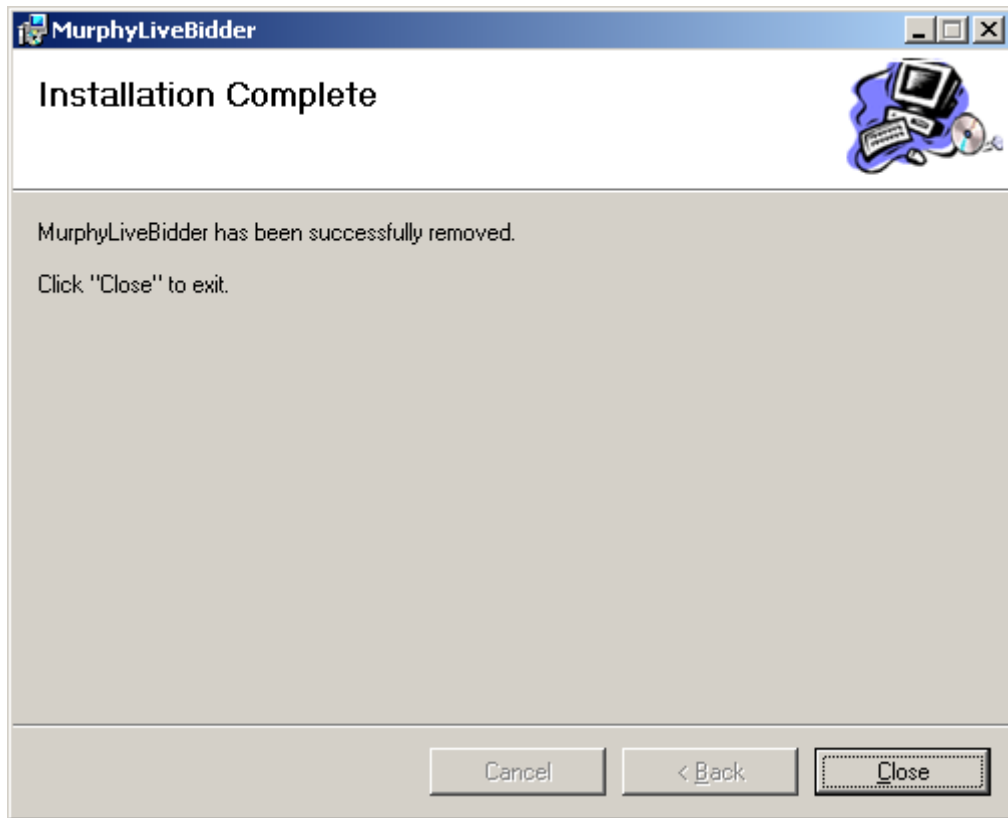 MurphyLiveBidder
Installation Complete
MurphyLiveBidder has been successfully removed.
Click "Close" to exit.
Cancel
< Back
Close